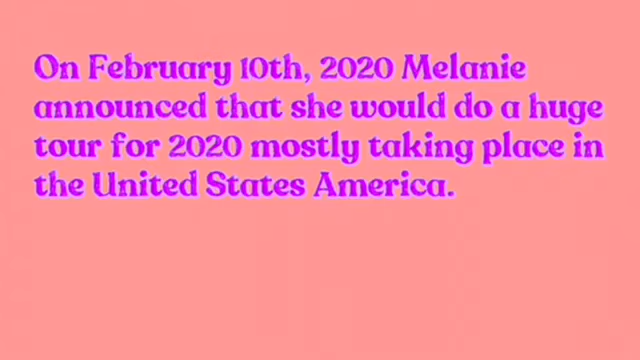 On February 10th, 2020 Melanie
announced that she would do a huge
tour for 2020 mostly taking place in
the United States America.